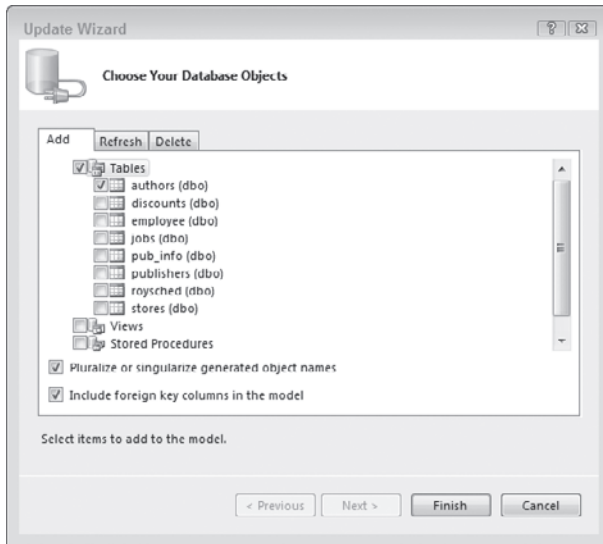 Update Wizard
Choose Your Database Objects
Add Refresh Delete
Tables
authors (dbo)
discounts (dbo)
employee (dbo)
jobs (dbo)
pub_info (dbo)
publishers (dbo)
roysched (dbo)
stores (dbo)
Views
Stored Procedures
Pluralize or singularize generated object names
Include foreign key columns in the model
Select items to add to the model.
< Previous Next > Finish Cancel